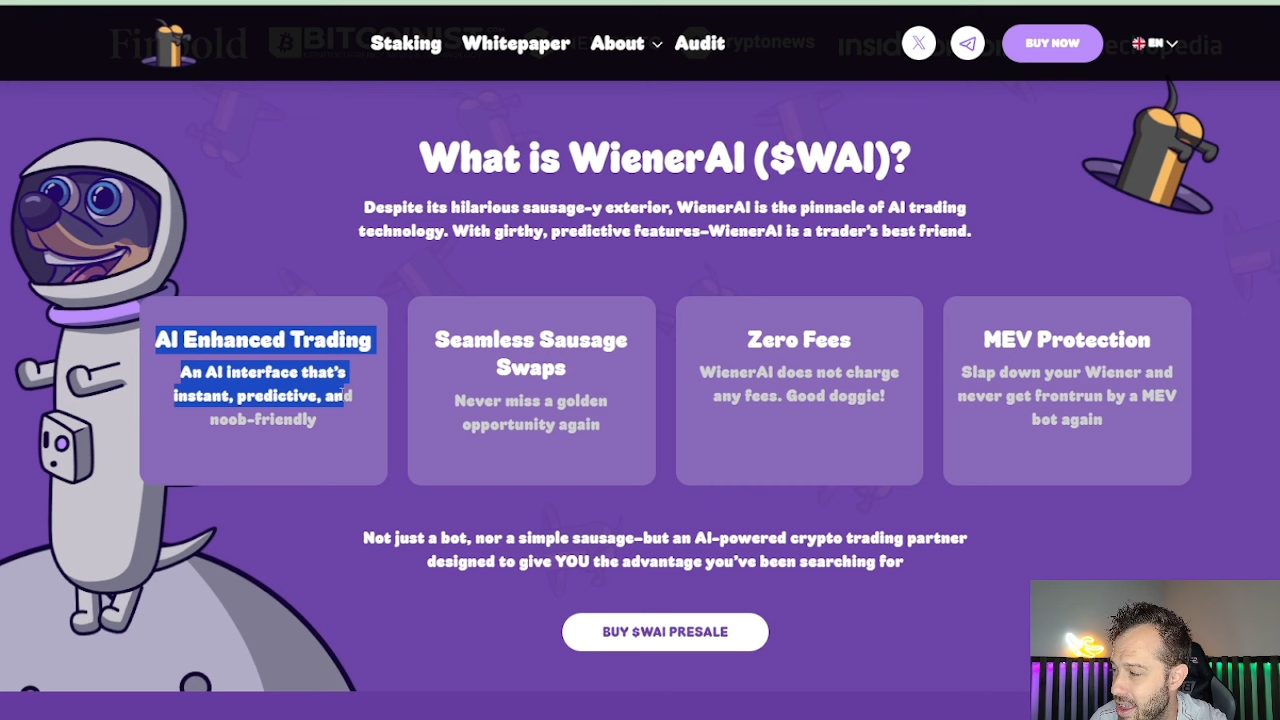 Staking Whitepaper About Audit BUY NOW EN
BITCOINIST
cryptonews
What is WienerAI ($WAI)?
Despite its hilarious sausage-y exterior, WienerAI is the pinnacle of AI trading
technology. With girthy, predictive features-WienerAI is a trader's best friend.
AI Enhanced Trading
An AI interface that's
instant, predictive, and
noob-friendly
Seamless Sausage
Swaps
Never miss a golden
opportunity again
Zero Fees
WienerAI does not charge
any fees. Good doggie!
MEV Protection
Slap down your Wiener and
never get frontrun by a MEV
bot again
Not just a bot, nor a simple sausage-but an AI-powered crypto trading partner
designed to give YOU the advantage you've been searching for
BUY $WAI PRESALE